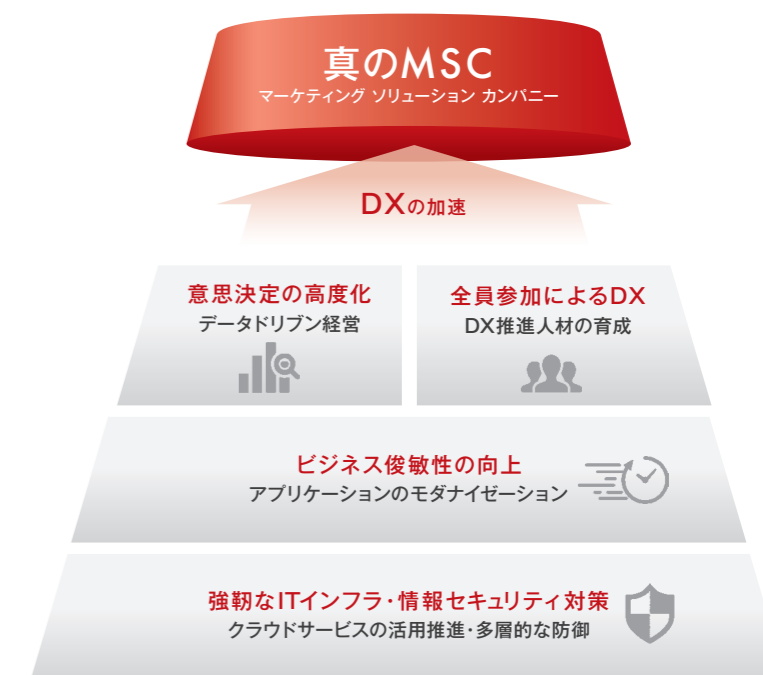 真のMSC
マーケティング ソリューション カンパニー
DXの加速
意思決定の高度化
データドリブン経営
全員参加によるDX
DX推進人材の育成
ビジネス俊敏性の向上
アプリケーションのモダナイゼーション
強靭なITインフラ・情報セキュリティ対策
クラウドサービスの活用推進・多層的な防御